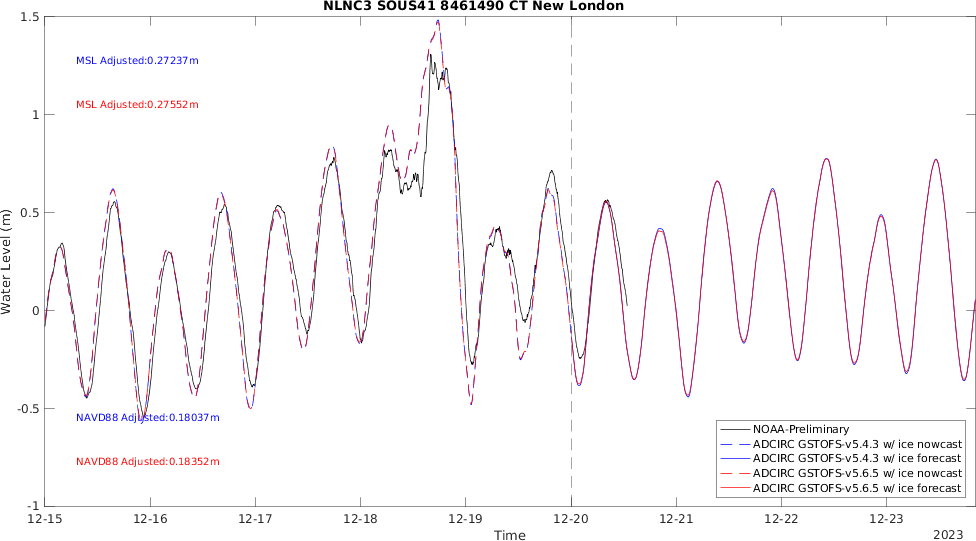 NLNC3 SOUS41 8461490 CT New London
1.5
MSL Adjusted:0.27237m
MSL Adjusted:0.27552m
1
0.5
Water Level (m)
0
-0.5
NAVD88 Adjusted:0.18037m
NAVD88 Adjusted:0.18352m
NOAA-Preliminary
ADCIRC GSTOFS-v5.4.3 w/ ice nowcast
ADCIRC GSTOFS-v5.4.3 w/ ice forecast
ADCIRC GSTOFS-v5.6.5 w/ ice nowcast
ADCIRC GSTOFS-v5.6.5 w/ ice forecast
-1
12-15 12-16 12-17 12-18 12-19 12-20 12-21 12-22 12-23
Time
2023